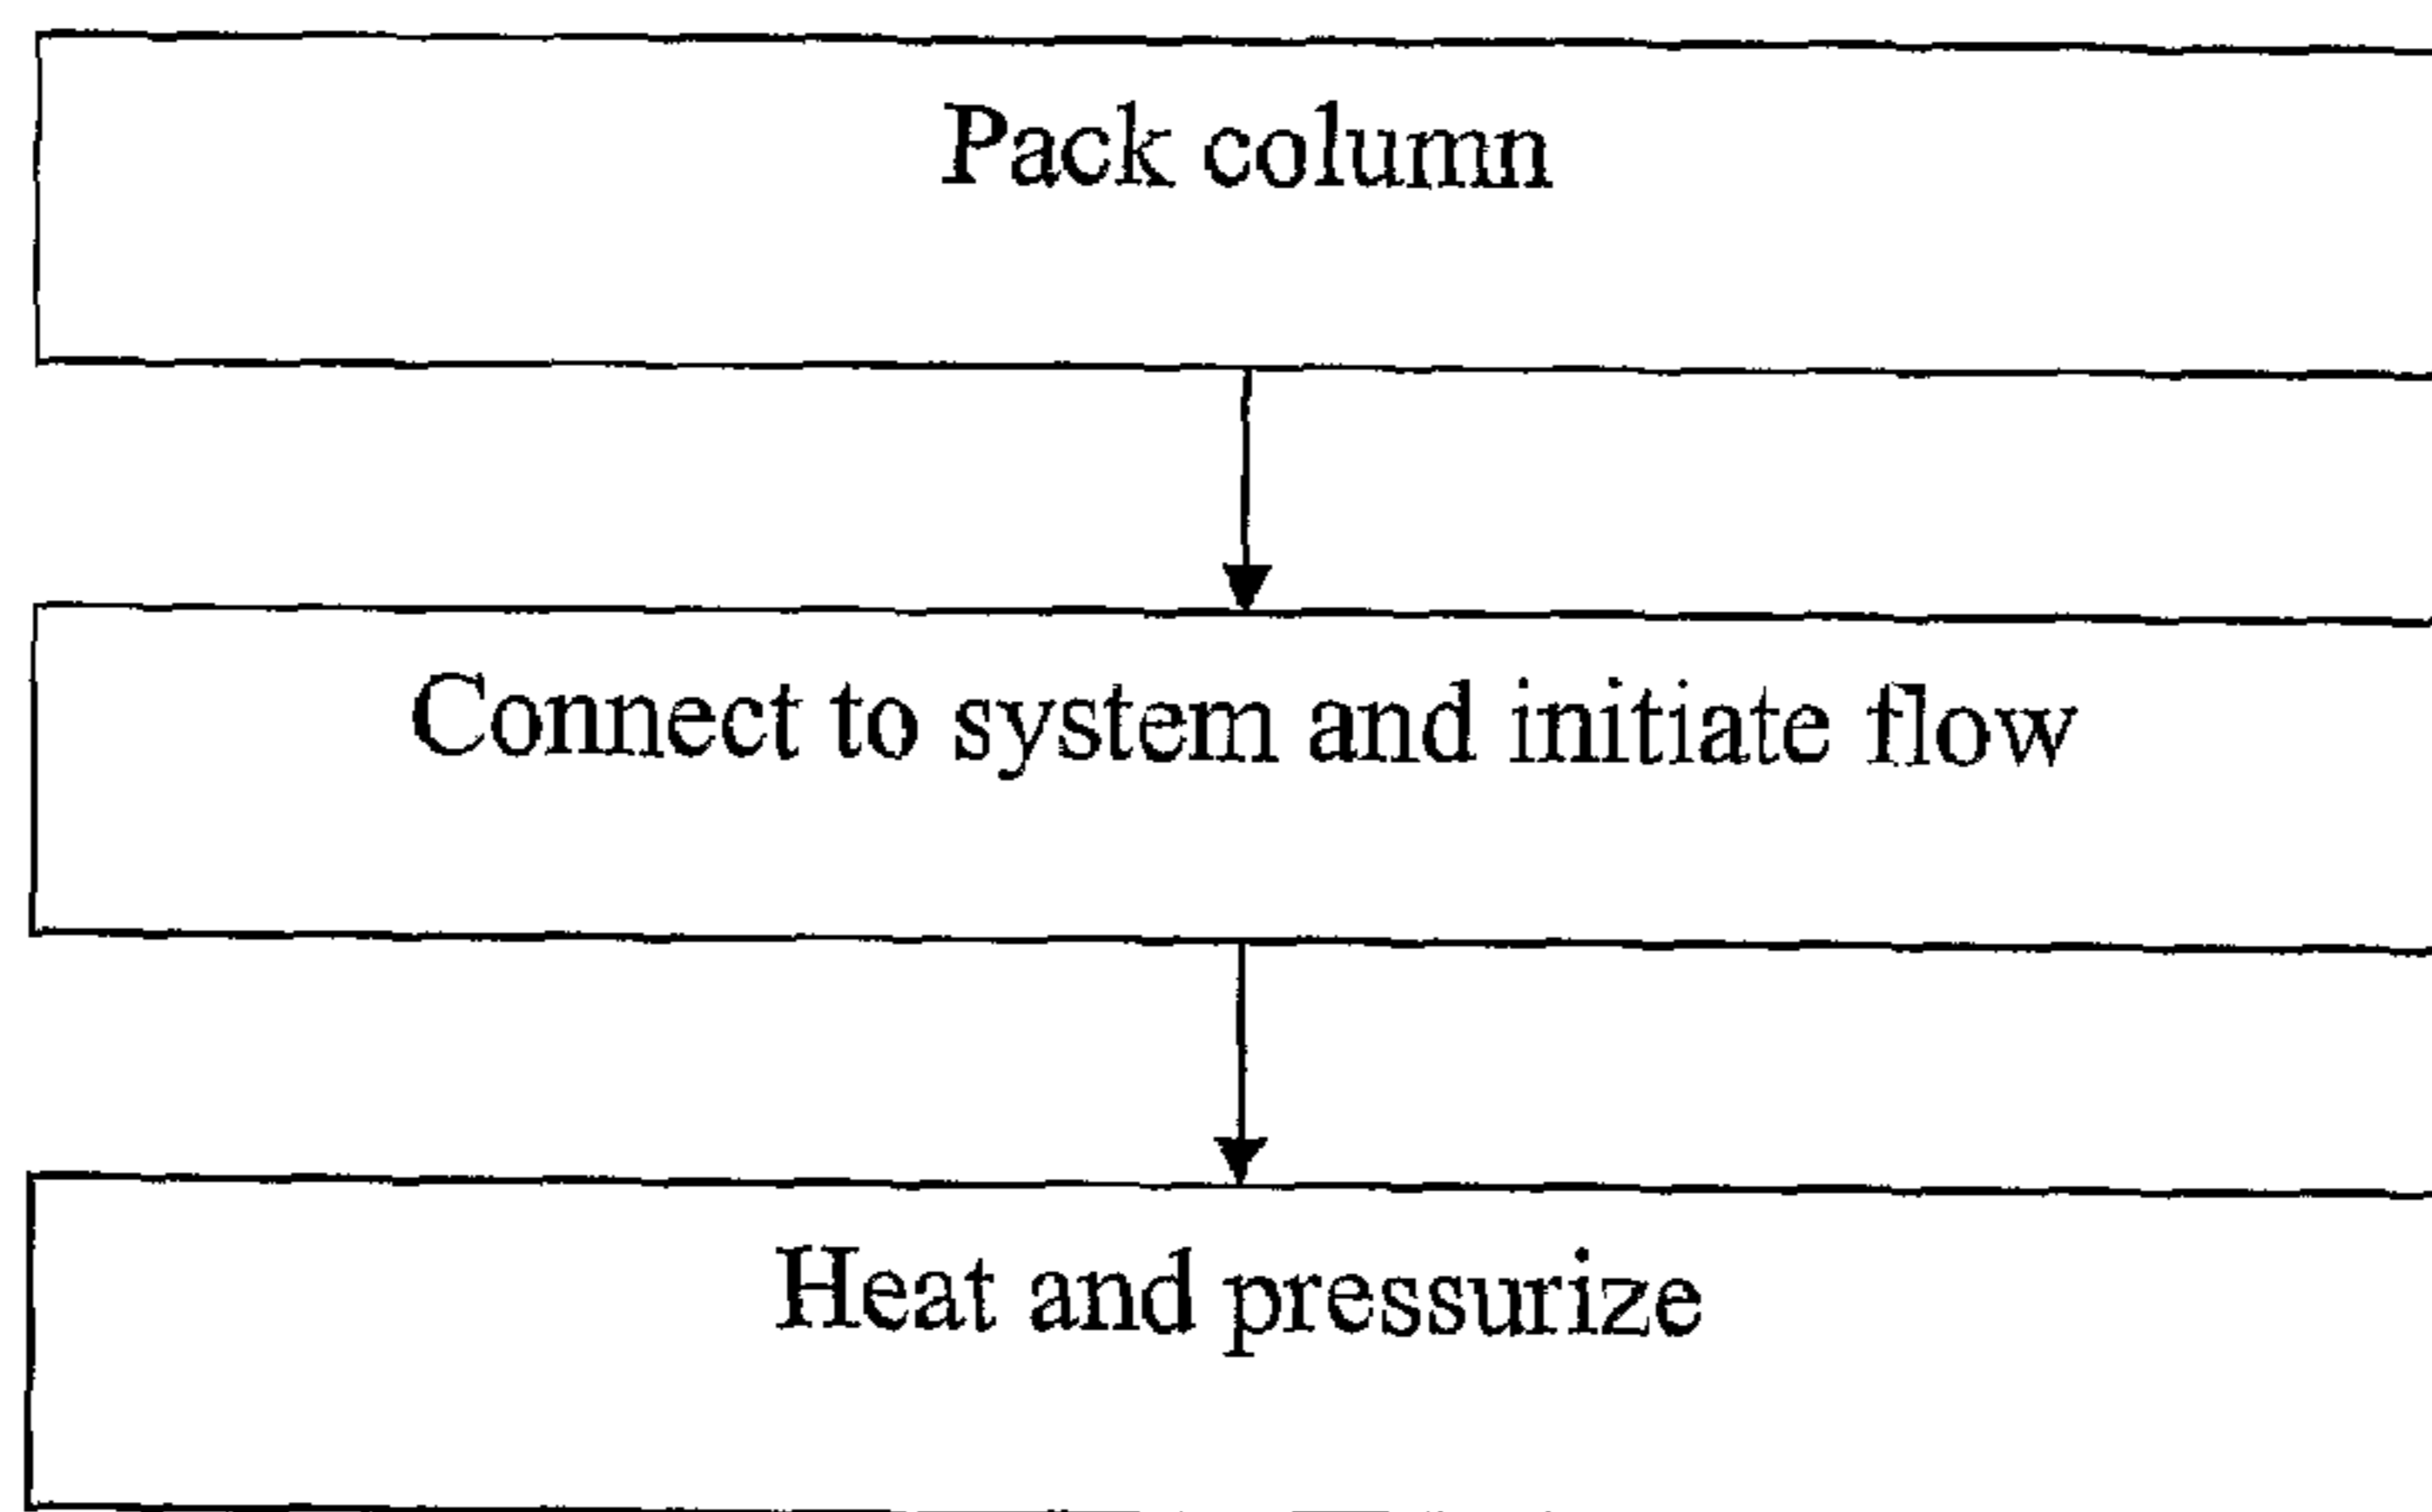 Pack column
Connect to system and initiate flow
Heat and pressurize